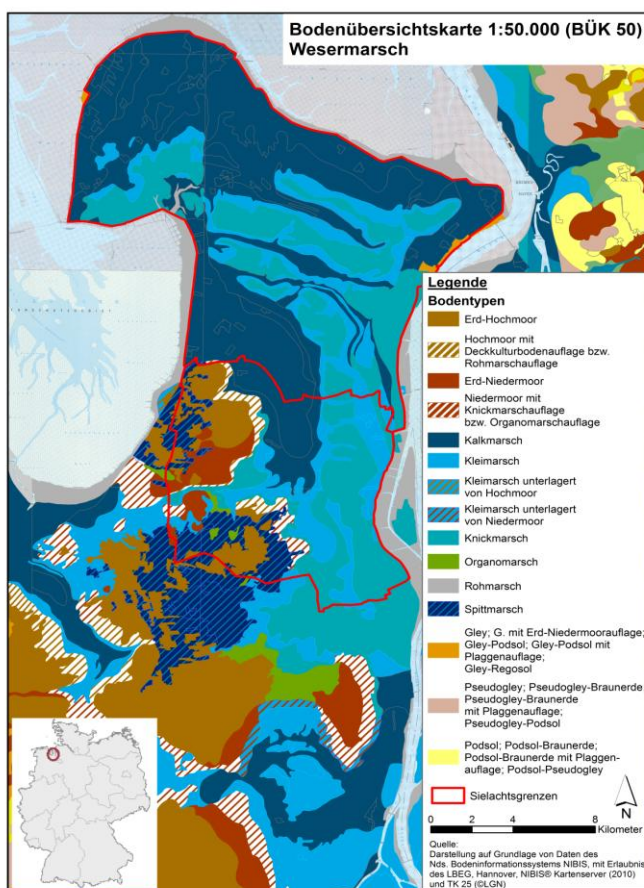 Bodenübersichtskarte 1:50.000 (BÜK 50)
Wesermarsch
Legende
Bodentypen
Erd-Hochmoor
Hochmoor mit
Deckkulturbodenauflage bzw.
Rohmarschauflage
Erd-Niedermoor
Niedermoor mit
Knickmarschauflage
bzw. Organomarschauflage
Kalkmarsch
Kleimarsch
Kleimarsch unterlagert
von Hochmoor
Kleimarsch unterlagert
von Niedermoor
Knickmarsch
Organomarsch
Rohmarsch
Spittmarsch
Gley; G. mit Erd-Niedermoorauflage;
Gley-Podsol; Gley-Podsol mit
Plaggenauflage;
Gley-Regosol
Pseudogley; Pseudogley-Braunerde
Pseudogley-Braunerde
mit Plaggenauflage;
Pseudogley-Podsol
Podsol; Podsol-Braunerde;
Podsol-Braunerde mit Plaggen-
auflage; Podsol-Pseudogley
Sielachtsgrenzen
N
0 2 4 8
Kilometer
Quelle:
Darstellung auf Grundlage von Daten des
Nds. Bodeninformationssystems NIBIS, mit Erlaubnis
des LBEG, Hannover, NIBIS® Kartenserver (2010)
und TK 25 (©LGN)